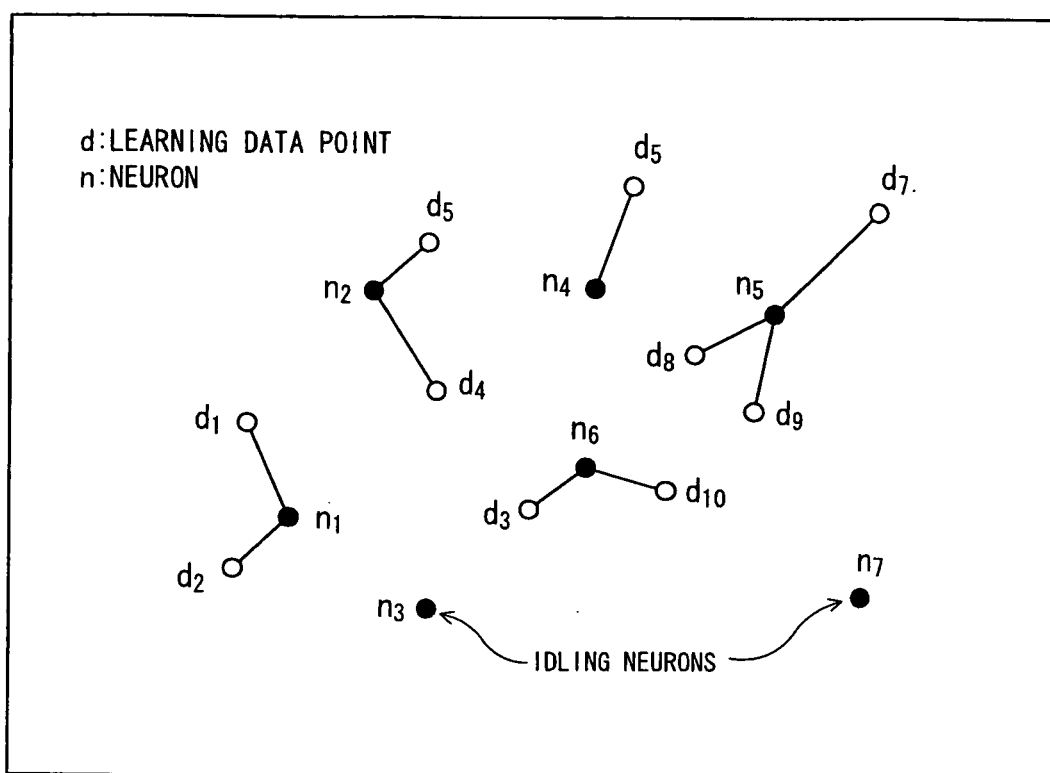 d:LEARNING DATA POINT
n:NEURON
d5
d7.
d5
n2
n4
n5
d8
d4
d9
d1
n6
d10
d3
n1
d2
n7
n3
IDLING NEURONS